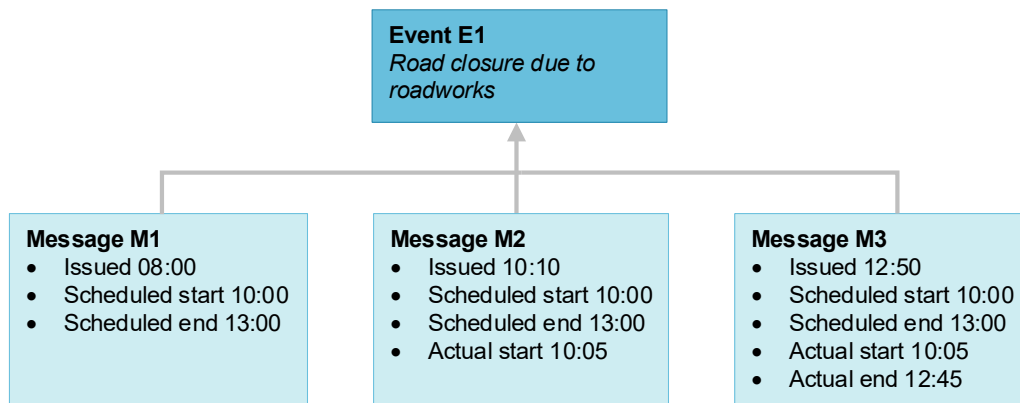 Event E1
Road closure due to
roadworks
Message M1
• Issued 08:00
• Scheduled start 10:00
• Scheduled end 13:00
Message M2
• Issued 10:10
• Scheduled start 10:00
• Scheduled end 13:00
• Actual start 10:05
Message M3
• Issued 12:50
• Scheduled start 10:00
• Scheduled end 13:00
• Actual start 10:05
• Actual end 12:45